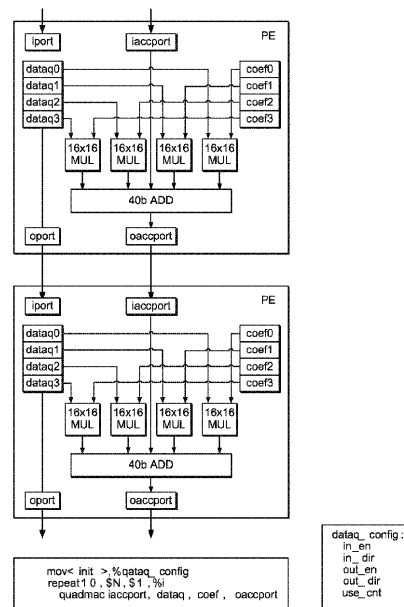 PE
iport
iaccport
dataq0
coef0
dataq1
coef1
dataq2
coef2
dataq3
coef3
16x16 MUL
16x16 MUL
16x16 MUL
16x16 MUL
40b ADD
oport
oaccport
PE
iport
iaccport
dataq0
coef0
dataq1
coef1
dataq2
coef2
dataq3
coef3
16x16 MUL
16x16 MUL
16x16 MUL
16x16 MUL
40b ADD
oport
oaccport
mov< init >,%qataq_ config
repeat1 0 , $N , $1 , %i
quadmac iaccport, dataq , coef , oaccport
dataq_ config :
in_en
in_ dir
out_en
out_ dir
use_cnt